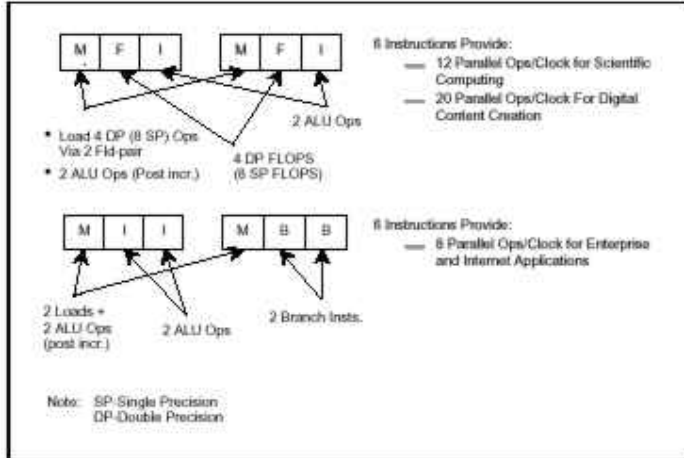 M F I M F I
6 Instructions Provide:
— 12 Parallel Ops/Clock for Scientific
Computing
— 20 Parallel Ops/Clock For Digital
Content Creation
2 ALU Ops
• Load 4 DP (8 SP) Ops
Via 2 Fld-pair
• 2 ALU Ops (Post incr.)
4 DP FLOPS
(8 SP FLOPS)
M I I M B B
6 Instructions Provide:
— 8 Parallel Ops/Clock for Enterprise
and Internet Applications
2 Loads +
2 ALU Ops
(post incr.)
2 ALU Ops
2 Branch Insts.
Note: SP-Single Precision
DP-Double Precision